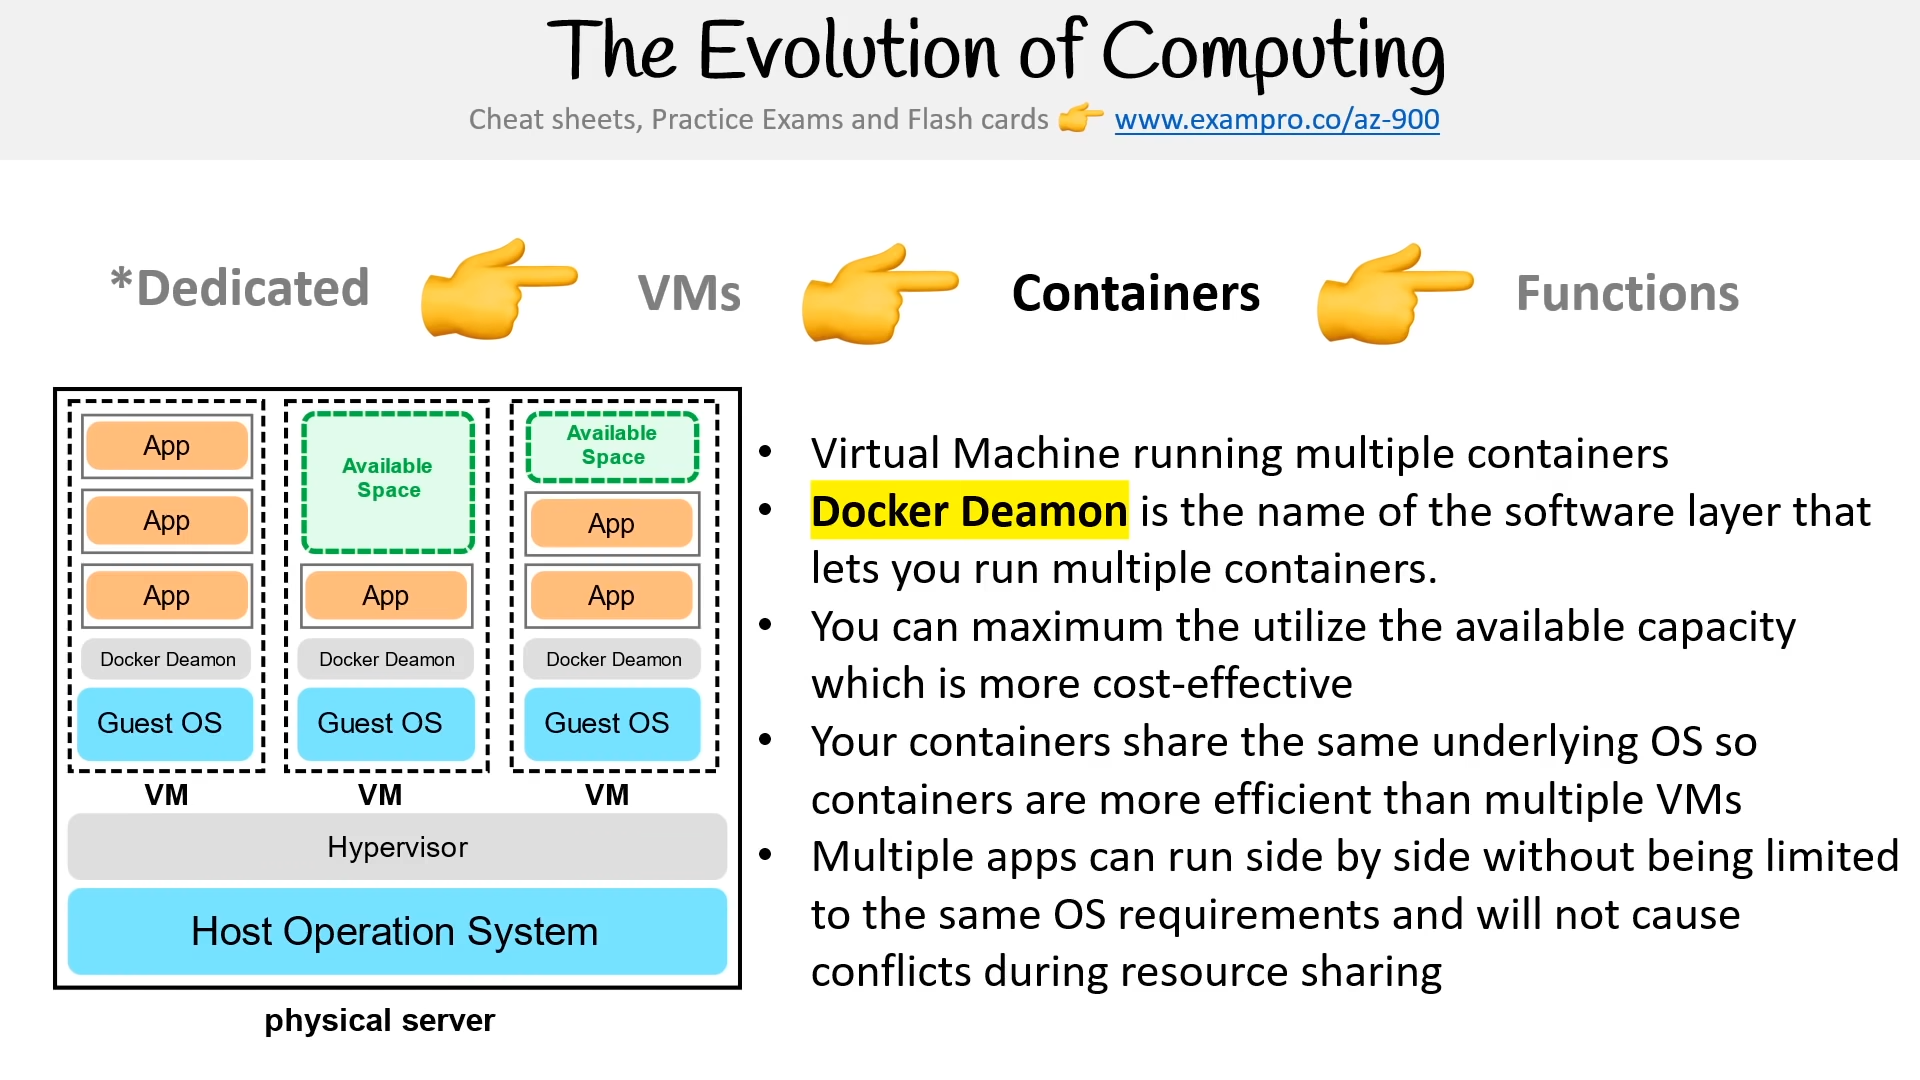 The Evolution of Computing
Cheat sheets, Practice Exams and Flash cards 👉 www.exampro.co/az-900
*Dedicated 👉 VMs 👉 Containers 👉 Functions
App
App
App
Docker Deamon
Guest OS
VM
Available
Space
App
Docker Deamon
Guest OS
VM
Available
Space
App
App
Docker Deamon
Guest OS
VM
Hypervisor
Host Operation System
physical server
• Virtual Machine running multiple containers
• Docker Deamon is the name of the software layer that
lets you run multiple containers.
• You can maximum the utilize the available capacity
which is more cost-effective
• Your containers share the same underlying OS so
containers are more efficient than multiple VMs
• Multiple apps can run side by side without being limited
to the same OS requirements and will not cause
conflicts during resource sharing